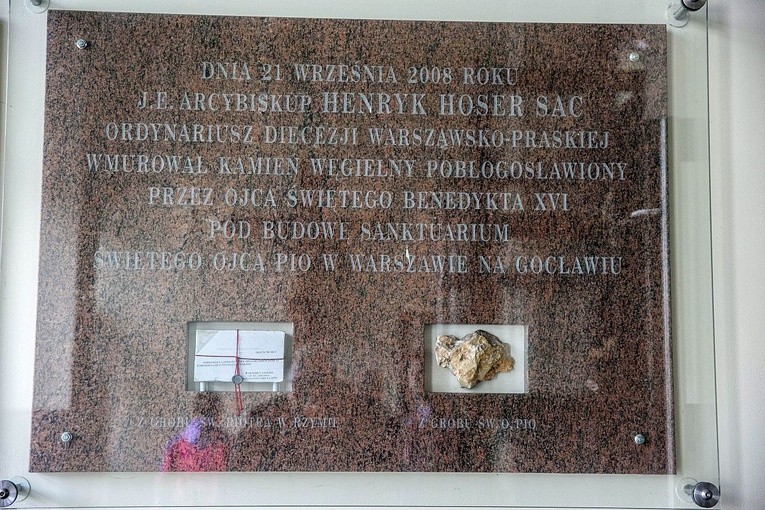 DNIA 21 WRZEŚNIA 2008 ROKU
J.E. ARCYBISKUP HENRYK HOSER SAC
ORDYNARIUSZ DIECEZJI WARSZAWSKO-PRASKIEJ
WMUROWAŁ KAMIEŃ WĘGIELNY POBŁOGOSŁAWIONY
PRZEZ OJCA ŚWIĘTEGO BENEDYKTA XVI
POD BUDOWĘ SANKTUARIUM
ŚWIĘTEGO OJCA PIO W WARSZAWIE NA GOCŁAWIU
Z GROBU ŚW. PIOTRA W RZYMIE
Z GROBU ŚW. O. PIO